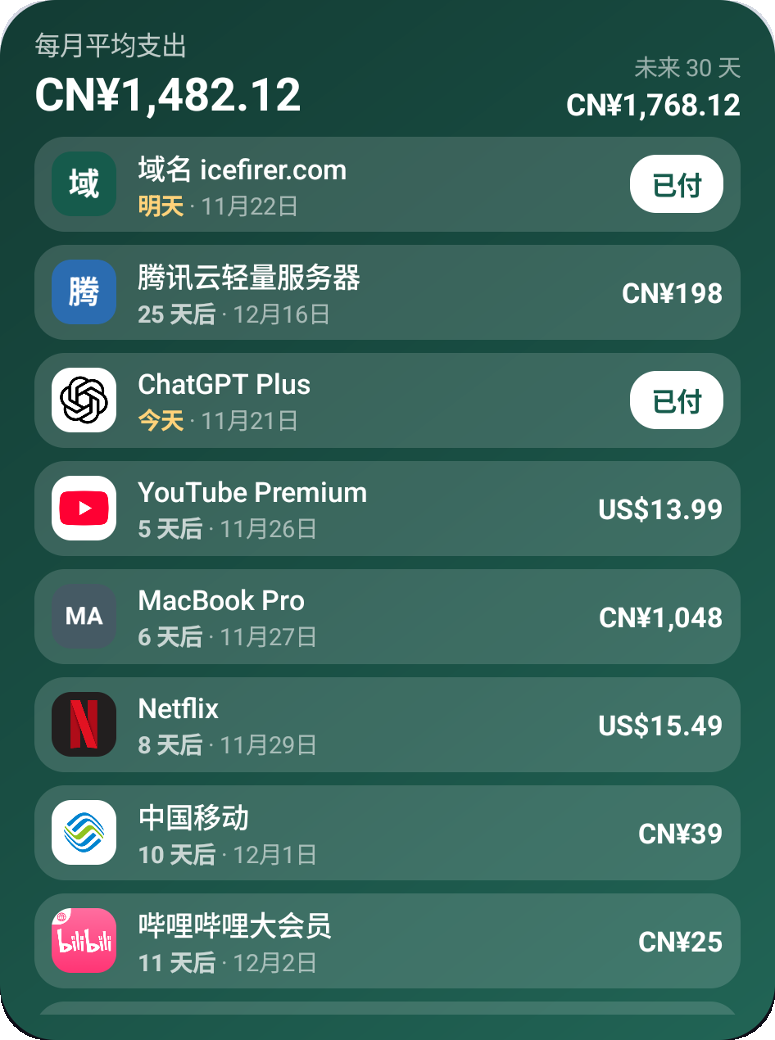 每月平均支出
CN¥1,482.12
未来 30 天
CN¥1,768.12
域
域名 icefirer.com
明天 · 11月22日
已付
腾
腾讯云轻量服务器
25 天后 · 12月16日
CN¥198
ChatGPT Plus
今天 · 11月21日
已付
YouTube Premium
5 天后 · 11月26日
US$13.99
MA
MacBook Pro
6 天后 · 11月27日
CN¥1,048
N
Netflix
8 天后 · 11月29日
US$15.49
中国移动
10 天后 · 12月1日
CN¥39
bilibili
哔哩哔哩大会员
11 天后 · 12月2日
CN¥25